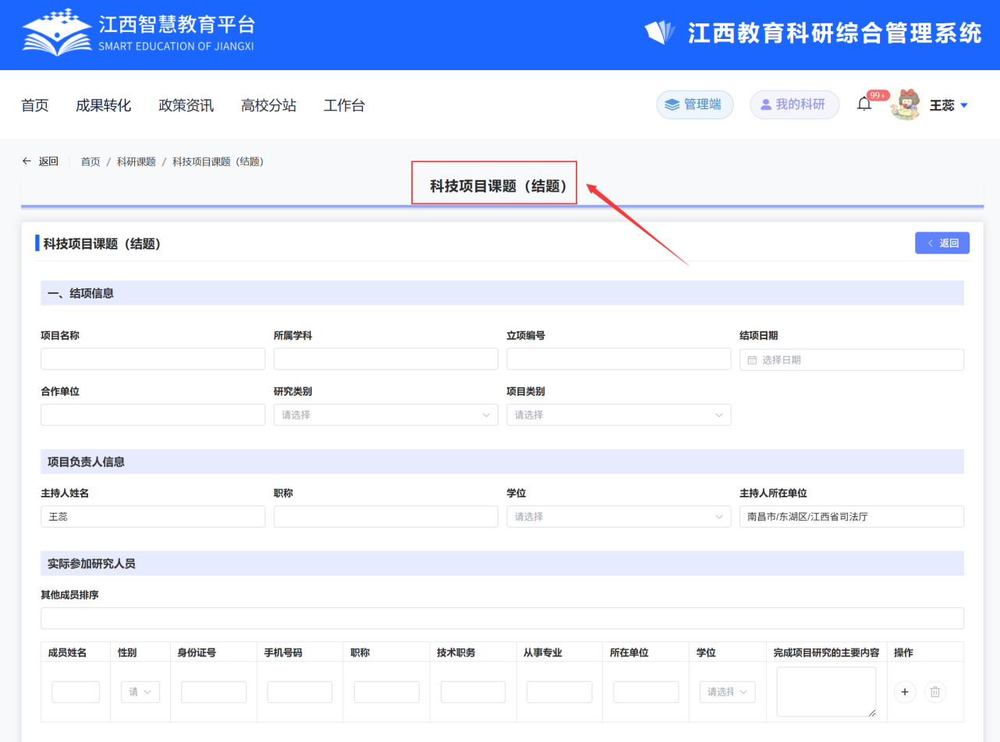 江西智慧教育平台
SMART EDUCATION OF JIANGXI
江西教育科研综合管理系统
首页 成果转化 政策资讯 高校分站 工作台 管理端 我的科研 99+ 王蕊
返回 首页 / 科研课题 / 科技项目课题（结题）
科技项目课题（结题）
科技项目课题（结题） 返回
一、结项信息
项目名称 所属学科 立项编号 结项日期
选择日期
合作单位 研究类别 项目类别
请选择 请选择
项目负责人信息
主持人姓名 职称 学位 主持人所在单位
王蕊 请选择 南昌市/东湖区/江西省司法厅
实际参加研究人员
其他成员排序
成员姓名 性别 身份证号 手机号码 职称 技术职务 从事专业 所在单位 学位 完成项目研究的主要内容 操作
请 请选择